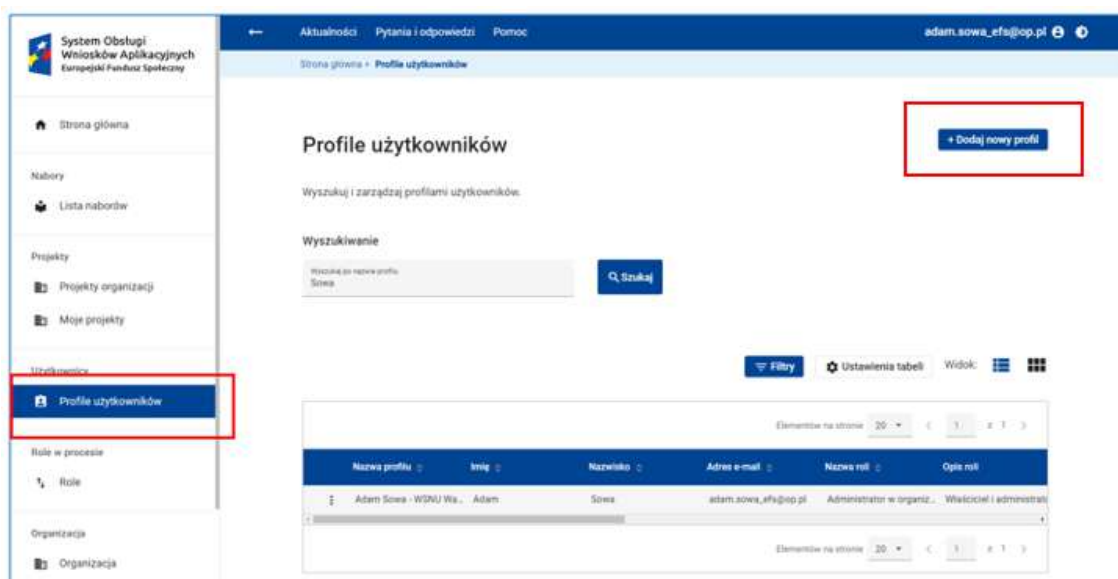 System Obsługi
Wniosków Aplikacyjnych
Europejski Fundusz Społeczny
← Aktualności Pytania i odpowiedzi Pomoc adam.sowa_efs@op.pl
Strona główna > Profile użytkowników
Strona główna
Nabory
Lista naborów
Projekty
Projekty organizacji
Moje projekty
Użytkownicy
Profile użytkowników
Role w procesie
Role
Organizacja
Organizacja
Profile użytkowników
+ Dodaj nowy profil
Wyszukuj i zarządzaj profilami użytkowników.
Wyszukiwanie
Wyszukaj po nazwie profilu
Sowa
Szukaj
Filtry Ustawienia tabeli Widok:
Elementów na stronie 20 < 1 z 1 >
Nazwa profilu Imię Nazwisko Adres e-mail Nazwa roli Opis roli
Adam Sowa - WSNU Wa... Adam Sowa adam.sowa_efs@op.pl Administrator w organiz... Właściciel i administrato
Elementów na stronie 20 < 1 z 1 >